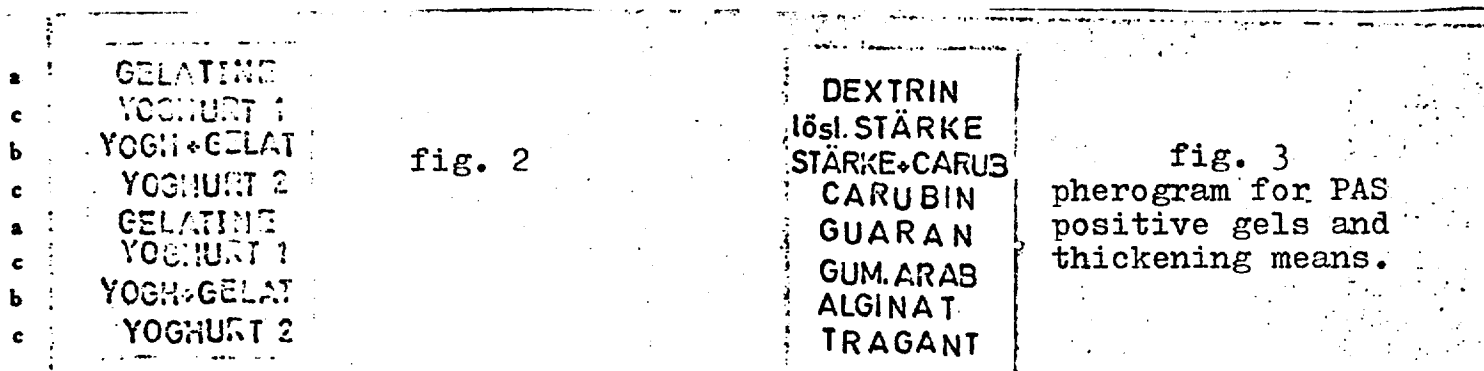 a GELATINE
c YOGHURT 1
b YOGH+GELAT
c YOGHURT 2
a GELATINE
c YOGHURT 1
b YOGH+GELAT
c YOGHURT 2
fig. 2
DEXTRIN
lösl. STÄRKE
STÄRKE+CARUB
CARUBIN
GUARAN
GUM. ARAB
ALGINAT
TRAGANT
fig. 3
pherogram for PAS
positive gels and
thickening means.